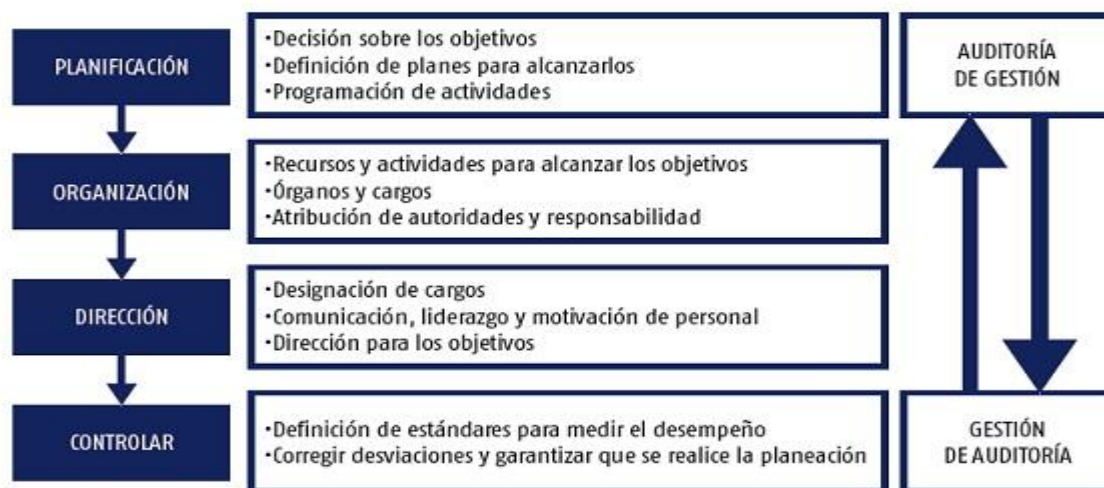 PLANIFICACIÓN
•Decisión sobre los objetivos
•Definición de planes para alcanzarlos
•Programación de actividades
AUDITORÍA
DE GESTIÓN
ORGANIZACIÓN
•Recursos y actividades para alcanzar los objetivos
•Órganos y cargos
•Atribución de autoridades y responsabilidad
DIRECCIÓN
•Designación de cargos
•Comunicación, liderazgo y motivación de personal
•Dirección para los objetivos
CONTROLAR
•Definición de estándares para medir el desempeño
•Corregir desviaciones y garantizar que se realice la planeación
GESTIÓN
DE AUDITORÍA